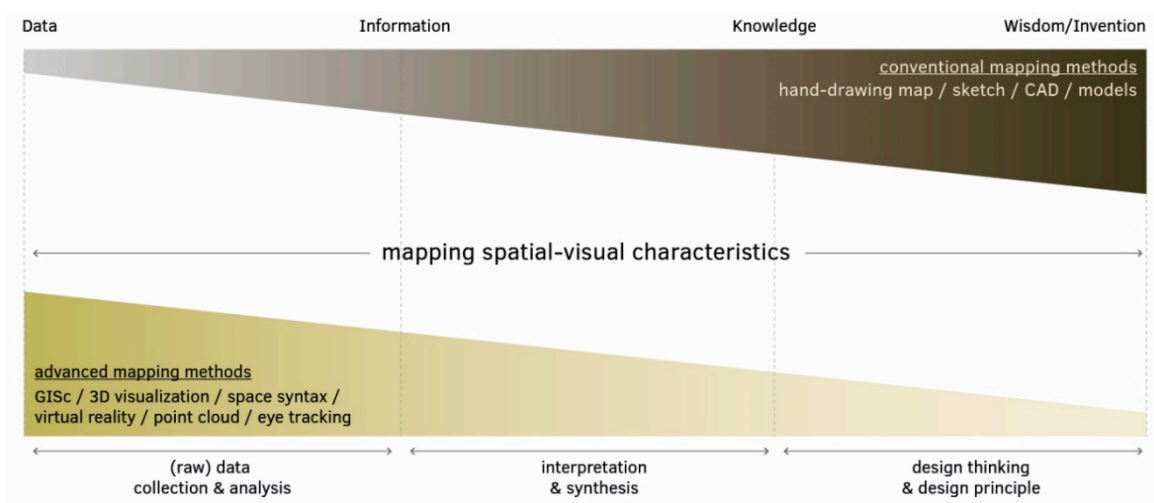 Data
Information
Knowledge
Wisdom/Invention
conventional mapping methods
hand-drawing map / sketch / CAD / models
mapping spatial-visual characteristics
advanced mapping methods
GISc / 3D visualization / space syntax /
virtual reality / point cloud / eye tracking
(raw) data
collection & analysis
interpretation
& synthesis
design thinking
& design principle